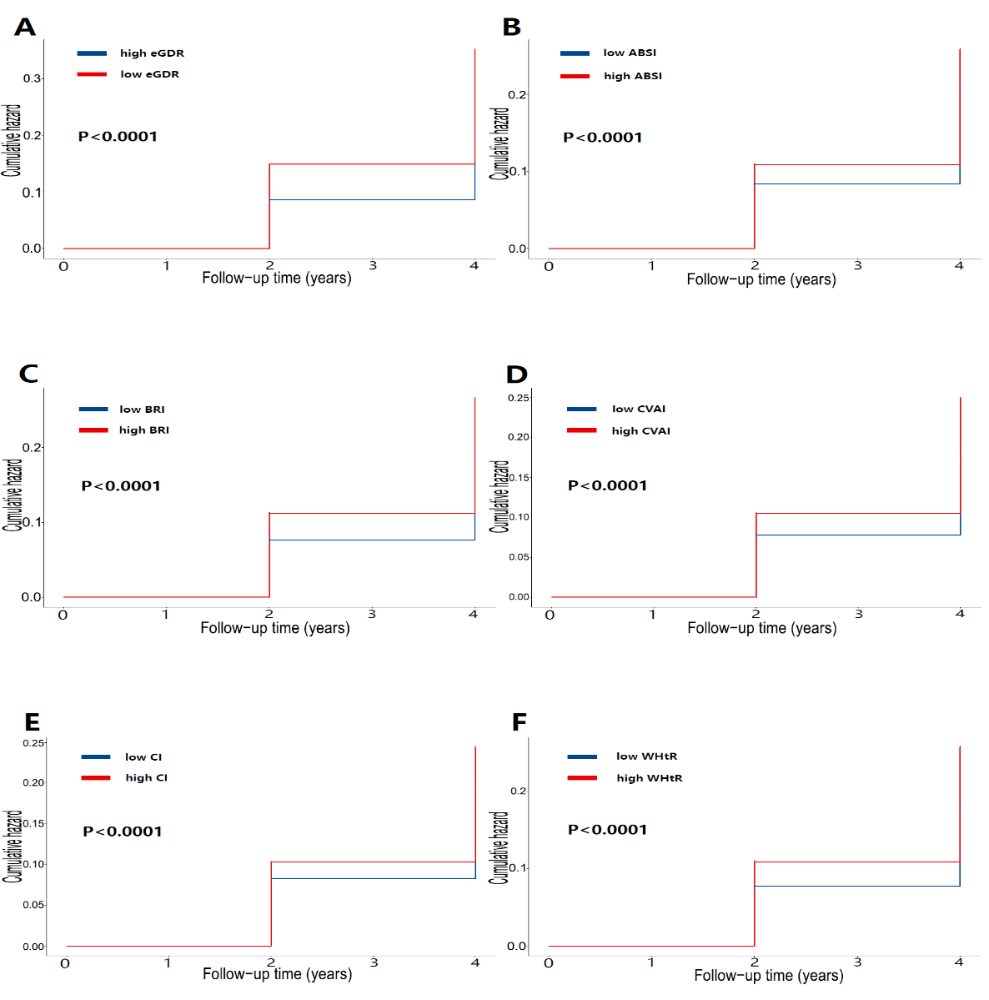 A
high eGDR
low eGDR
P<0.0001
Cumulative hazard
0.3
0.2
0.1
0.0
0 1 2 3 4
Follow−up time (years)
B
low ABSI
high ABSI
P<0.0001
Cumulative hazard
0.2
0.1
0.0
0 1 2 3 4
Follow−up time (years)
C
low BRI
high BRI
P<0.0001
Cumulative hazard
0.2
0.1
0.0
0 1 2 3 4
Follow−up time (years)
D
low CVAI
high CVAI
P<0.0001
Cumulative hazard
0.25
0.20
0.15
0.10
0.05
0.00
0 1 2 3 4
Follow−up time (years)
E
low CI
high CI
P<0.0001
Cumulative hazard
0.25
0.20
0.15
0.10
0.05
0.00
0 1 2 3 4
Follow−up time (years)
F
low WHtR
high WHtR
P<0.0001
Cumulative hazard
0.2
0.1
0.0
0 1 2 3 4
Follow−up time (years)